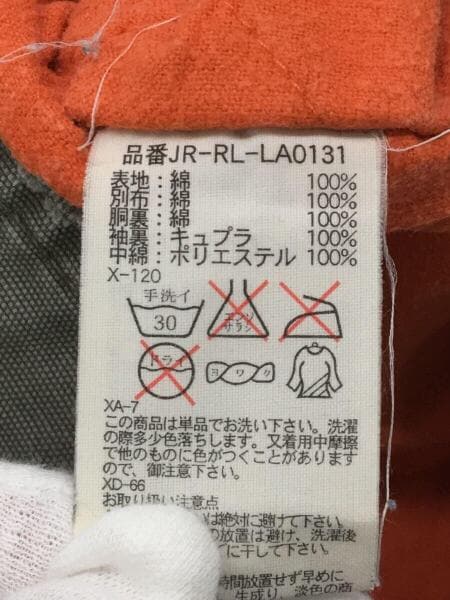 品番JR-RL-LA0131
表地：綿 100%
別布：綿 100%
胴裏：綿 100%
袖裏：キュプラ 100%
中綿：ポリエステル 100%
X-120
手洗イ
30
エンソ
サラシ
ドライ
ヨワク
XA-7
この商品は単品でお洗い下さい。洗濯
の際多少色落ちします。又着用中摩擦
で他のものに色がつくことがありますの
ので、御注意下さい。
XD-66
お取り扱い注意点
は絶対に避けて下さい
の放置は避け、洗濯後
に干して下さい。
時間放置せず早めに
淡色の商